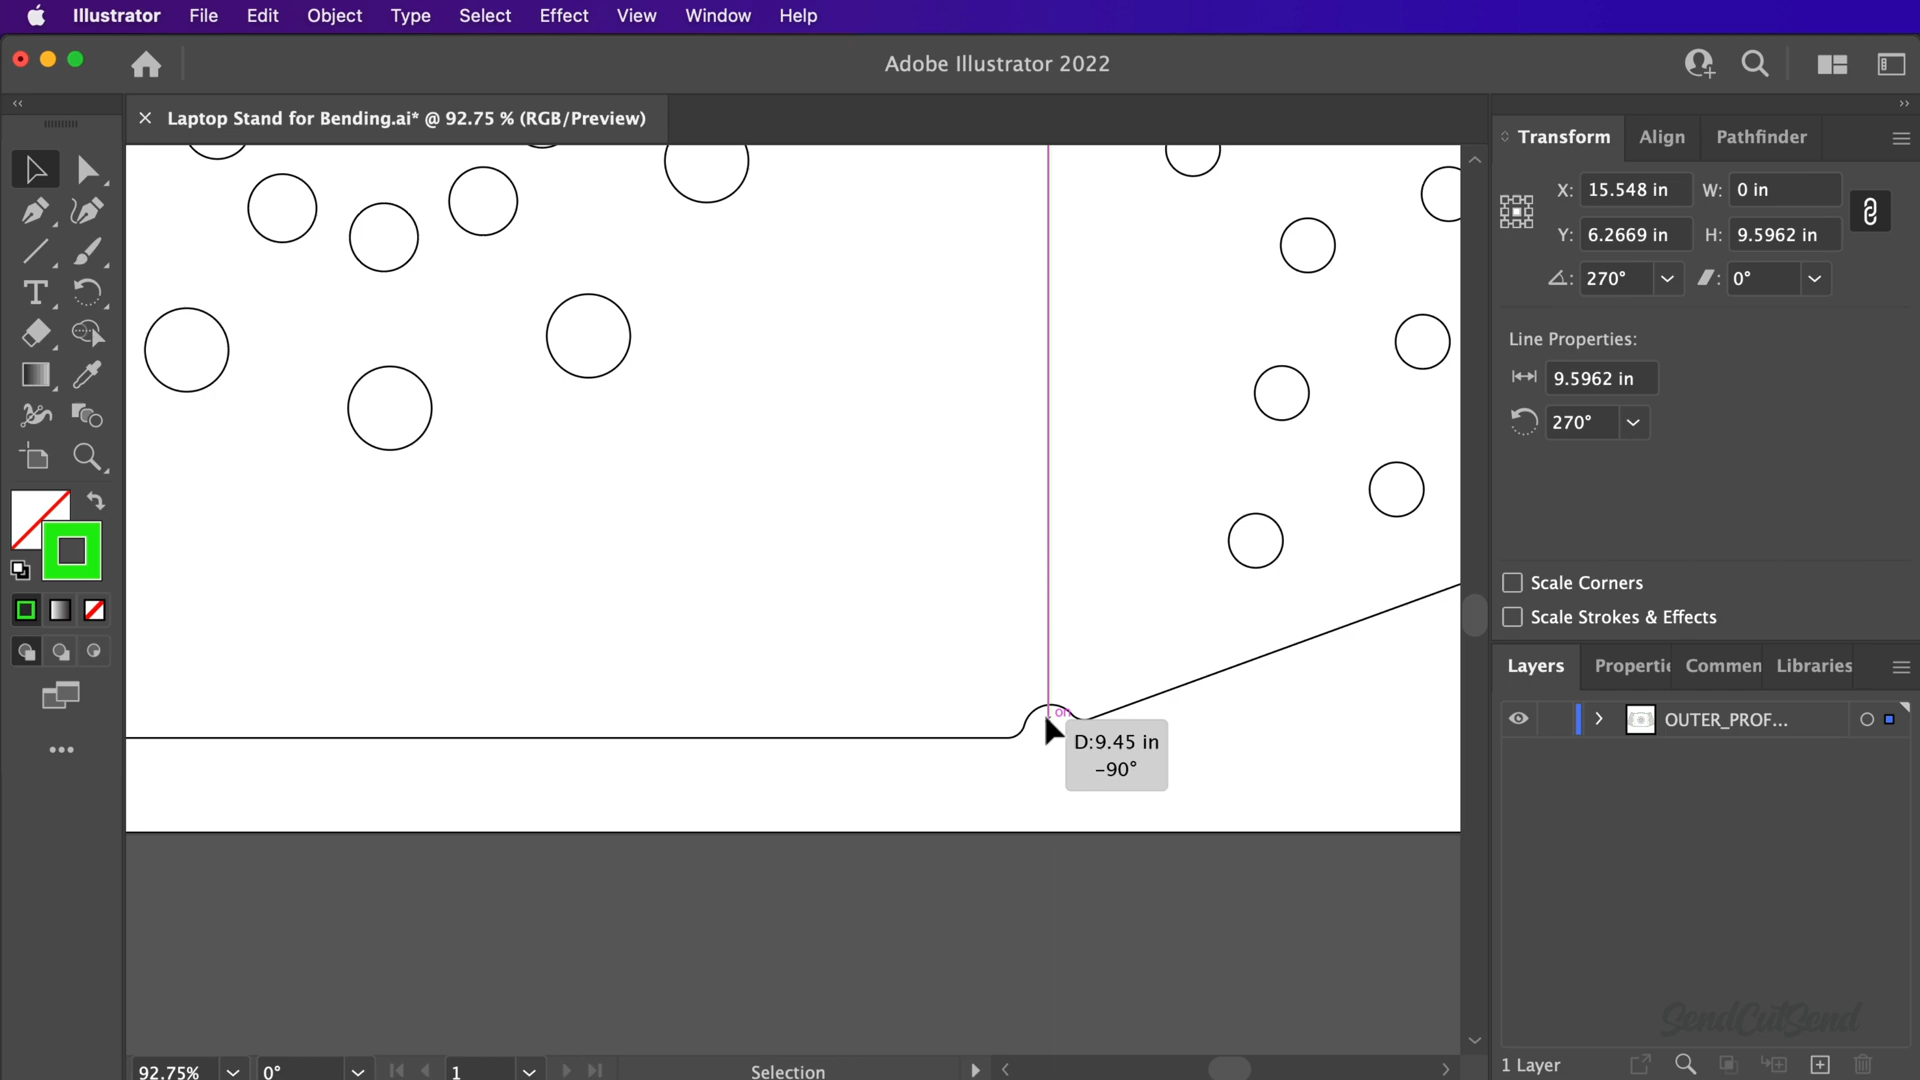 Illustrator File Edit Object Type Select Effect View Window Help
Adobe Illustrator 2022
Laptop Stand for Bending.ai* @ 92.75 % (RGB/Preview)
Transform Align Pathfinder
X: 15.548 in W: 0 in
Y: 6.2669 in H: 9.5962 in
270° 0°
Line Properties:
9.5962 in
270°
Scale Corners
Scale Strokes & Effects
Layers Properti Commen Libraries
OUTER_PROF...
on
D:9.45 in
−90°
SendCutSend
92.75% 0° 1 Selection
1 Layer